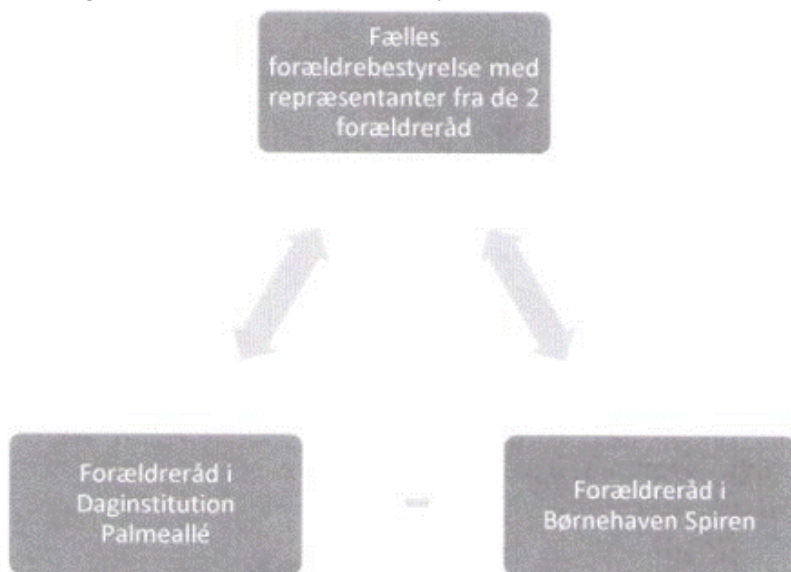 Fælles
forældrebestyrelse med
repræsentanter fra de 2
forældreråd
Forældreråd i
Daginstitution
Palmeallé
Forældreråd i
Børnehaven Spiren